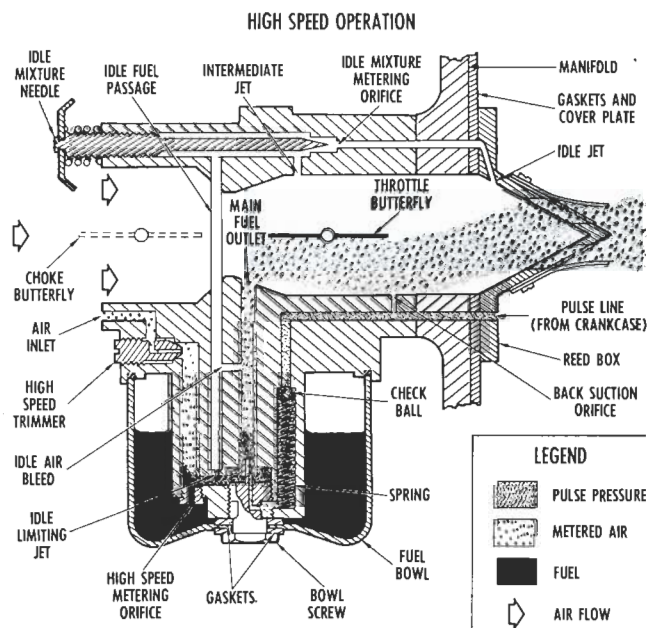 HIGH SPEED OPERATION
IDLE
MIXTURE
NEEDLE
IDLE FUEL
PASSAGE
INTERMEDIATE
JET
IDLE MIXTURE
METERING
ORIFICE
MANIFOLD
GASKETS AND
COVER PLATE
IDLE JET
THROTTLE
BUTTERFLY
MAIN
FUEL
OUTLET
CHOKE
BUTTERFLY
AIR
INLET
HIGH
SPEED
TRIMMER
IDLE AIR
BLEED
IDLE
LIMITING
JET
HIGH SPEED
METERING
ORIFICE
GASKETS
BOWL
SCREW
FUEL
BOWL
SPRING
CHECK
BALL
BACK SUCTION
ORIFICE
REED BOX
PULSE LINE
(FROM CRANKCASE)
LEGEND
PULSE PRESSURE
METERED AIR
FUEL
AIR FLOW